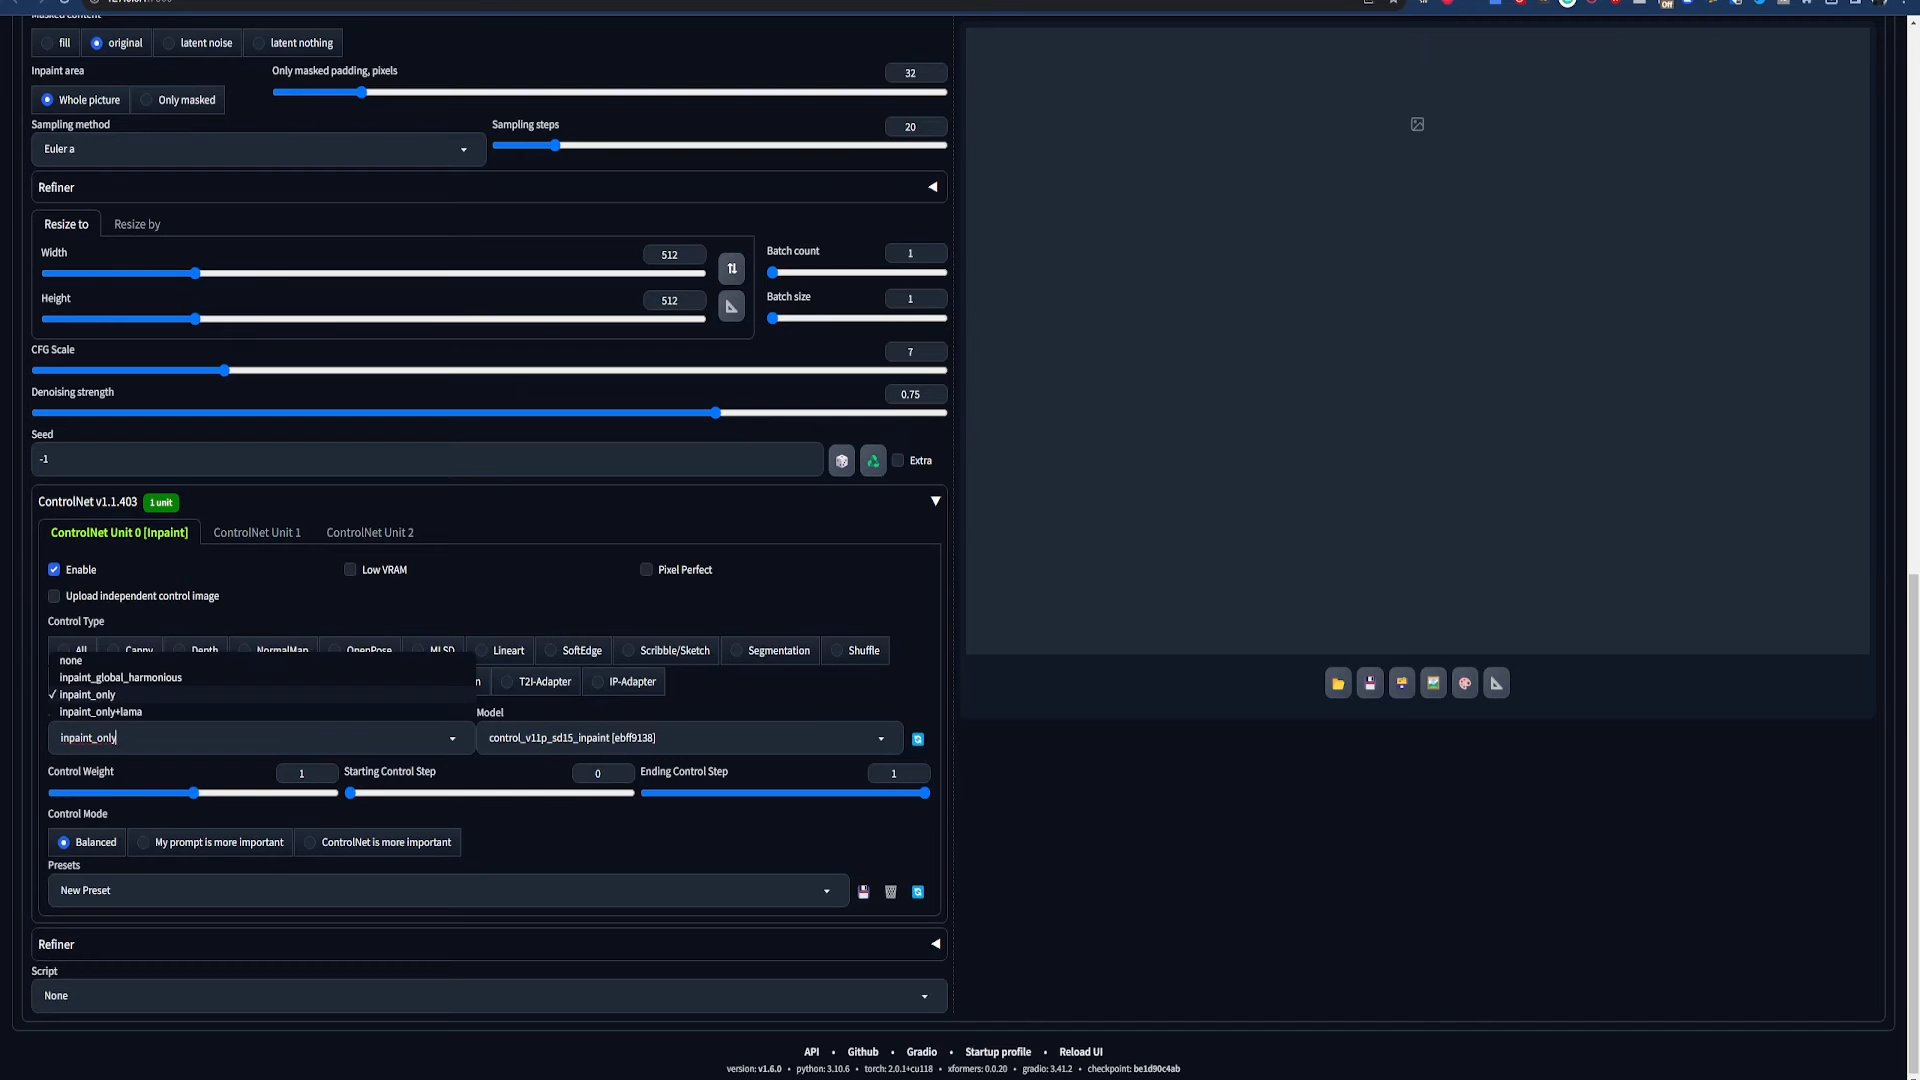 Masked content
fill original latent noise latent nothing
Inpaint area Only masked padding, pixels 32
Whole picture Only masked
Sampling method Sampling steps 20
Euler a
Refiner
Resize to Resize by
Width 512 Batch count 1
Height 512 Batch size 1
CFG Scale 7
Denoising strength 0.75
Seed
-1 Extra
ControlNet v1.1.403 1 unit
ControlNet Unit 0 [Inpaint] ControlNet Unit 1 ControlNet Unit 2
Enable Low VRAM Pixel Perfect
Upload independent control image
Control Type
All Canny Depth NormalMap OpenPose MLSD Lineart SoftEdge Scribble/Sketch Segmentation Shuffle
none
inpaint_global_harmonious T2I-Adapter IP-Adapter
inpaint_only
inpaint_only+lama Model
inpaint_only control_v11p_sd15_inpaint [ebff9138]
Control Weight 1 Starting Control Step 0 Ending Control Step 1
Control Mode
Balanced My prompt is more important ControlNet is more important
Presets
New Preset
Refiner
Script
None
API • Github • Gradio • Startup profile • Reload UI
version: v1.6.0 • python: 3.10.6 • torch: 2.0.1+cu118 • xformers: 0.0.20 • gradio: 3.41.2 • checkpoint: be1d90c4ab